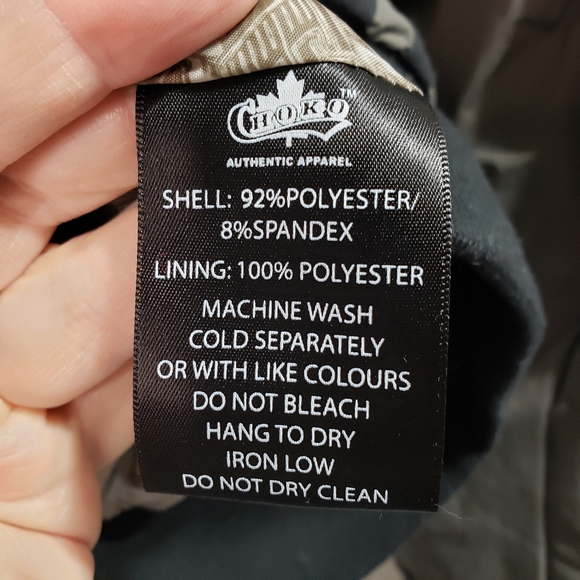 CHOKO™
AUTHENTIC APPAREL
SHELL: 92%POLYESTER/
8%SPANDEX
LINING: 100% POLYESTER
MACHINE WASH
COLD SEPARATELY
OR WITH LIKE COLOURS
DO NOT BLEACH
HANG TO DRY
IRON LOW
DO NOT DRY CLEAN